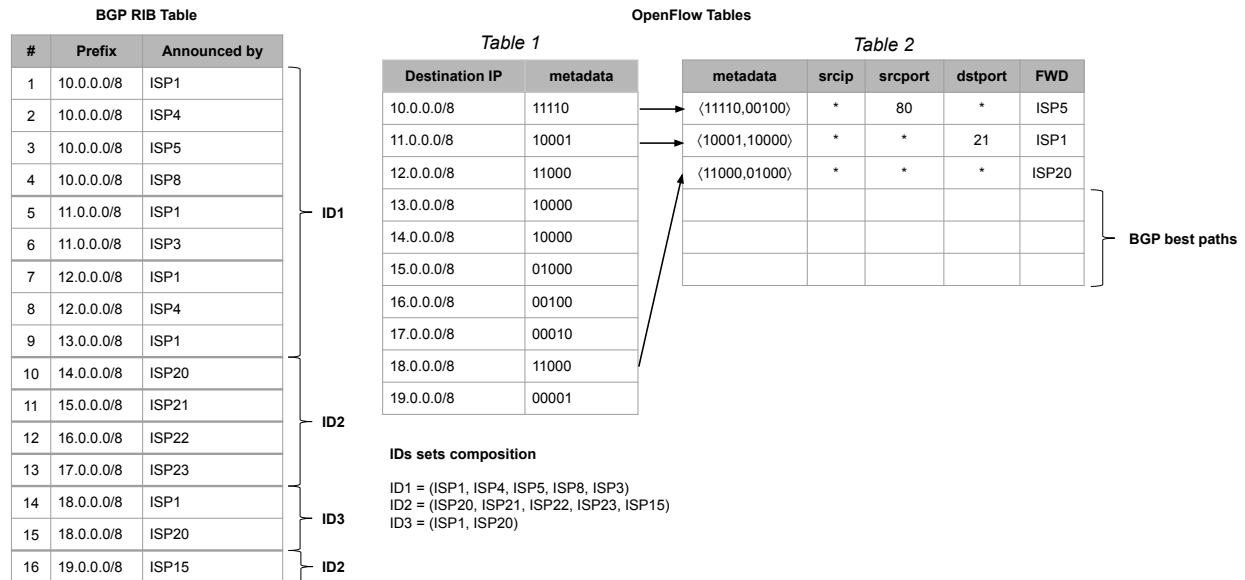 BGP RIB Table
# Prefix Announced by
1 10.0.0.0/8 ISP1
2 10.0.0.0/8 ISP4
3 10.0.0.0/8 ISP5
4 10.0.0.0/8 ISP8
5 11.0.0.0/8 ISP1
6 11.0.0.0/8 ISP3
7 12.0.0.0/8 ISP1
8 12.0.0.0/8 ISP4
9 13.0.0.0/8 ISP1
10 14.0.0.0/8 ISP20
11 15.0.0.0/8 ISP21
12 16.0.0.0/8 ISP22
13 17.0.0.0/8 ISP23
14 18.0.0.0/8 ISP1
15 18.0.0.0/8 ISP20
16 19.0.0.0/8 ISP15
ID1
ID2
ID3
ID2
OpenFlow Tables
Table 1
Destination IP metadata
10.0.0.0/8 11110
11.0.0.0/8 10001
12.0.0.0/8 11000
13.0.0.0/8 10000
14.0.0.0/8 10000
15.0.0.0/8 01000
16.0.0.0/8 00100
17.0.0.0/8 00010
18.0.0.0/8 11000
19.0.0.0/8 00001
Table 2
metadata srcip srcport dstport FWD
⟨11110,00100⟩ * 80 * ISP5
⟨10001,10000⟩ * * 21 ISP1
⟨11000,01000⟩ * * * ISP20
BGP best paths
IDs sets composition
ID1 = (ISP1, ISP4, ISP5, ISP8, ISP3)
ID2 = (ISP20, ISP21, ISP22, ISP23, ISP15)
ID3 = (ISP1, ISP20)